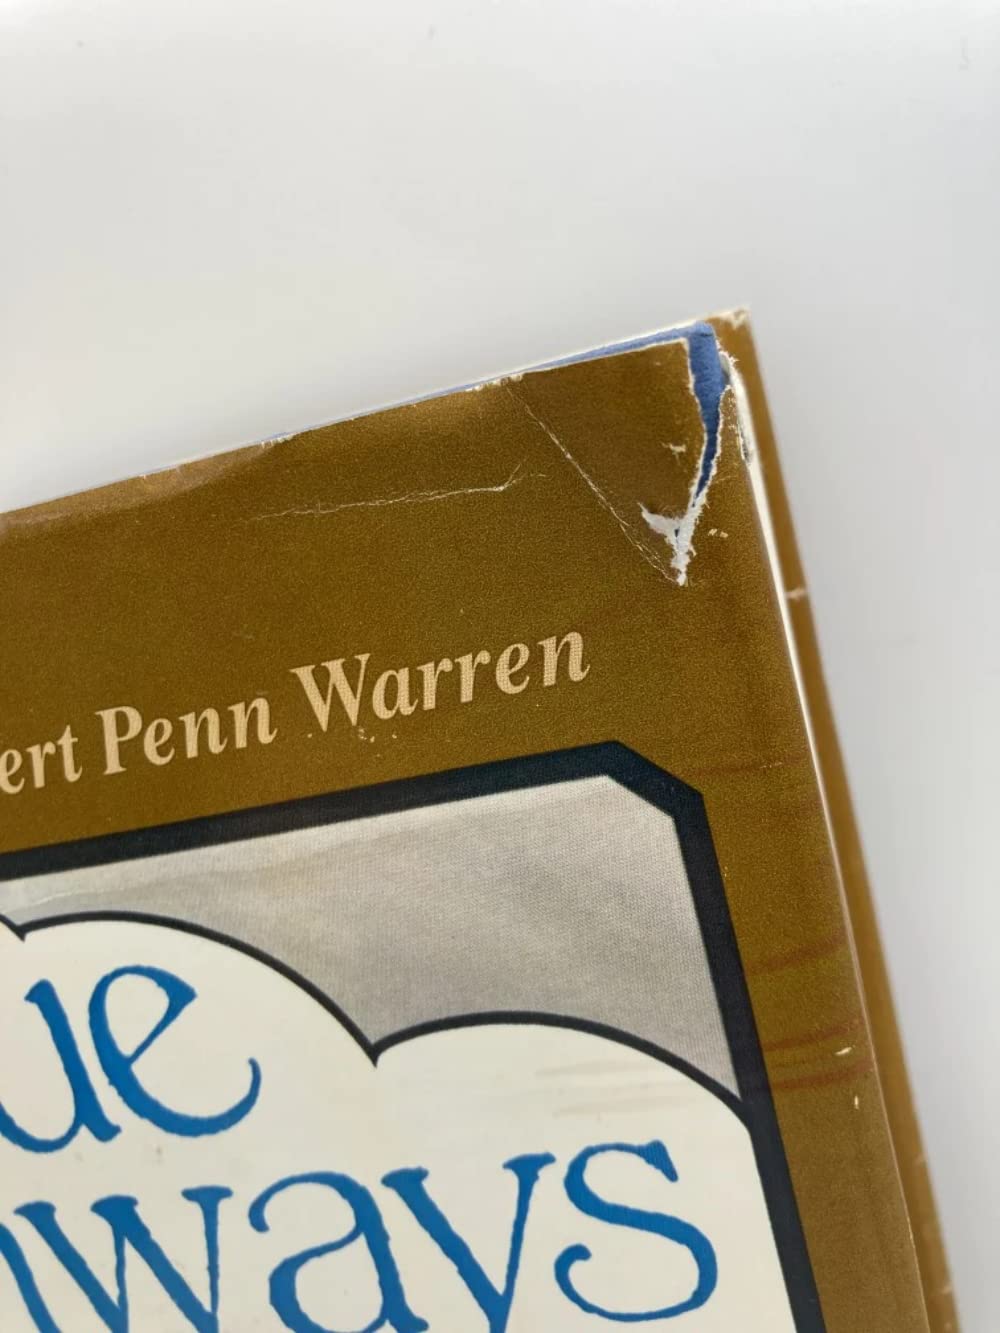 ert Penn Warren
ue
ways